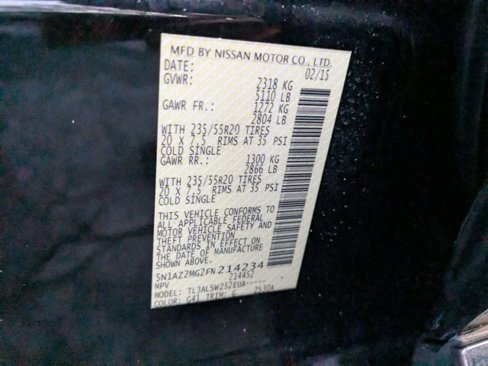 MFD BY NISSAN MOTOR CO., LTD.
DATE: 02/15
GVWR: 2318 KG
5110 LB
GAWR FR.: 1272 KG
2804 LB
WITH 235/55R20 TIRES
20 X 7.5 RIMS AT 35 PSI
COLD SINGLE
GAWR RR.: 1300 KG
2866 LB
WITH 235/55R20 TIRES
20 X 7.5 RIMS AT 35 PSI
COLD SINGLE
THIS VEHICLE CONFORMS TO
ALL APPLICABLE FEDERAL
MOTOR VEHICLE SAFETY AND
THEFT PREVENTION
STANDARDS IN EFFECT ON
THE DATE OF MANUFACTURE
SHOWN ABOVE.
5N1AZ2MG2FN214234
MPV 214452
MODEL:
COLOR: G41 TRIM: G